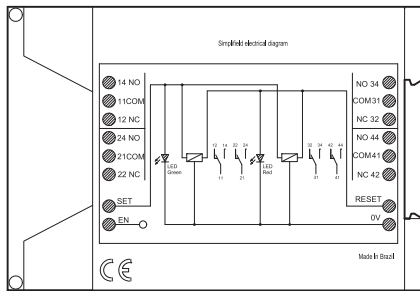 Simplifield electrical diagram
14 NO
11COM
12 NC
24 NO
21COM
22 NC
SET
EN
NO 34
COM31
NC 32
NO 44
COM41
NC 42
RESET
0V
LED
Green
12 14 22 24
11 21
LED
Red
32 34 42 44
31 41
Made In Brazil
CE